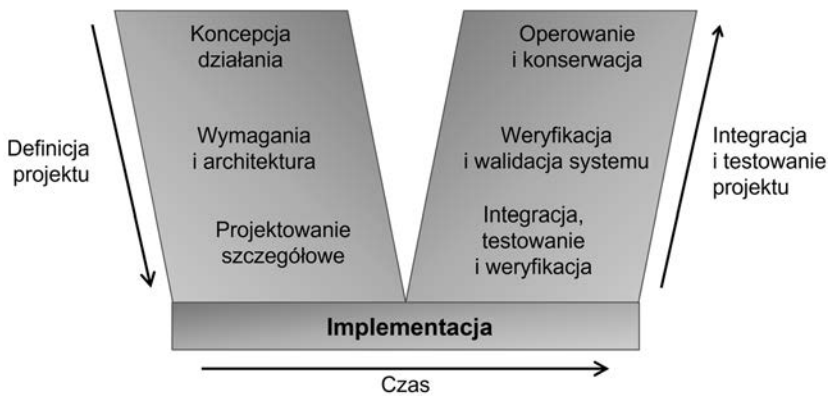 Koncepcja
działania
Operowanie
i konserwacja
Definicja
projektu
Wymagania
i architektura
Weryfikacja
i walidacja systemu
Integracja
i testowanie
projektu
Projektowanie
szczegółowe
Integracja,
testowanie
i weryfikacja
Implementacja
Czas